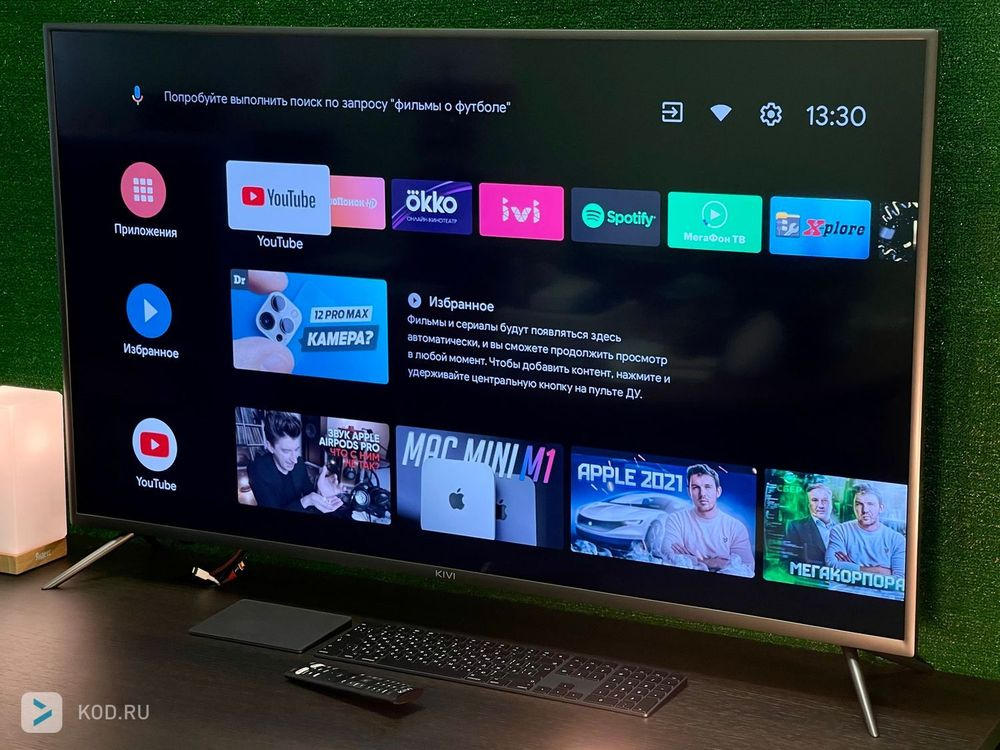 Попробуйте выполнить поиск по запросу "фильмы о футболе"
13:30
Приложения
YouTube
YouTube
оПоиск HD
okko
ОНЛАЙН-КИНОТЕАТР
ivi
Spotify
МегаФон ТВ
X-plore
Избранное
Dr
12 PRO MAX
КАМЕРА?
Избранное
Фильмы и сериалы будут появляться здесь
автоматически, и вы сможете продолжить просмотр
в любой момент. Чтобы добавить контент, нажмите и
удерживайте центральную кнопку на пульте ДУ.
YouTube
ЗВУК APPLE
AIRPODS PRO
ЧТО С НИМ
НЕ ТАК?
MAC MINI M1
APPLE 2021
СБЕР
МЕГАКОРПОРА
KIVI
Яндекс
KOD.RU